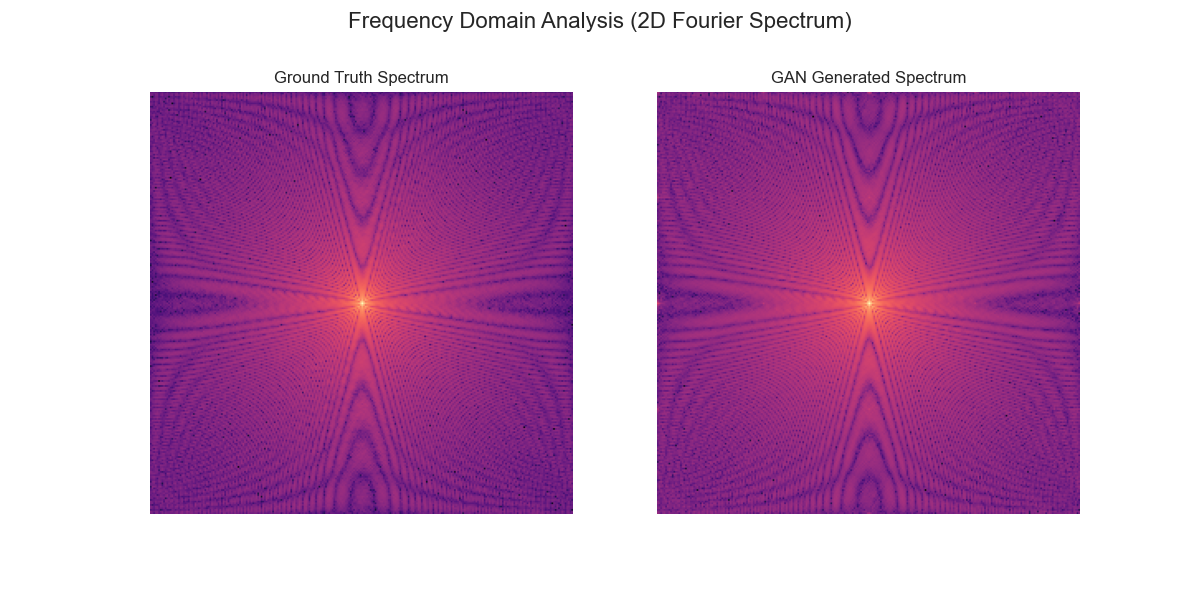 Frequency Domain Analysis (2D Fourier Spectrum)
Ground Truth Spectrum
GAN Generated Spectrum